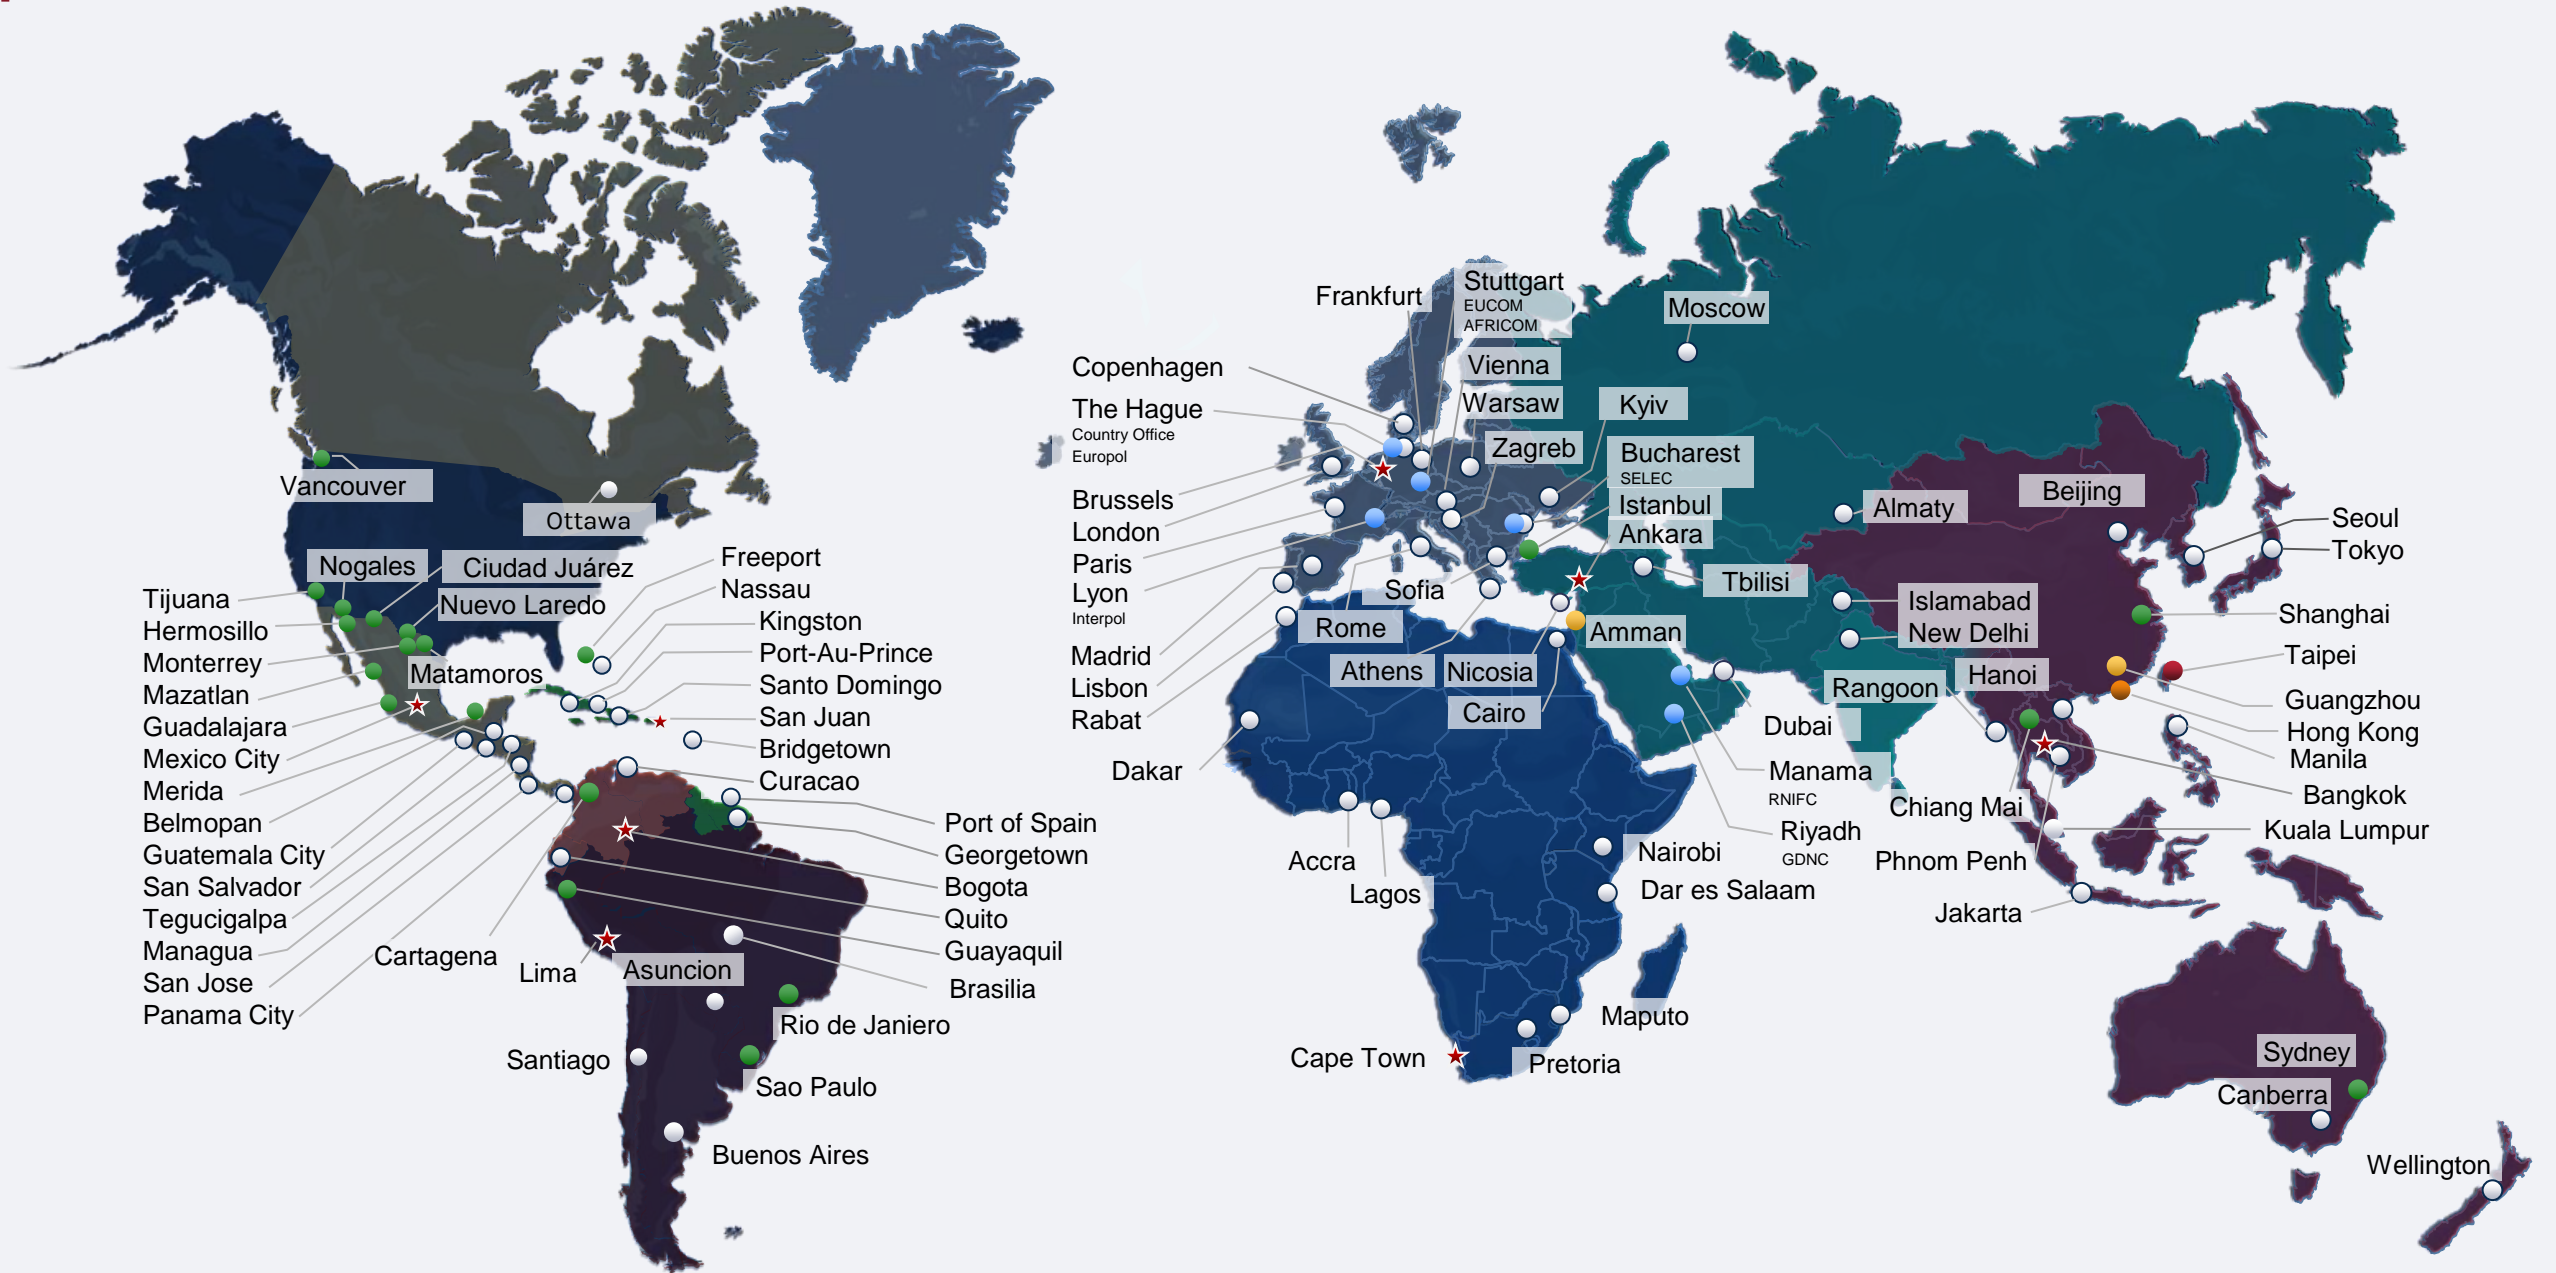 Vancouver
Ottawa
Nogales
Ciudad Juárez
Nuevo Laredo
Matamoros
Tijuana
Hermosillo
Monterrey
Mazatlan
Guadalajara
Mexico City
Merida
Belmopan
Guatemala City
San Salvador
Tegucigalpa
Managua
San Jose
Panama City
Freeport
Nassau
Kingston
Port-Au-Prince
Santo Domingo
San Juan
Bridgetown
Curacao
Port of Spain
Georgetown
Bogota
Quito
Guayaquil
Brasilia
Cartagena
Lima
Asuncion
Rio de Janiero
Santiago
Sao Paulo
Buenos Aires
Frankfurt
Stuttgart
EUCOM
AFRICOM
Vienna
Warsaw
Zagreb
Copenhagen
The Hague
Country Office
Europol
Brussels
London
Paris
Lyon
Interpol
Madrid
Lisbon
Rabat
Moscow
Kyiv
Bucharest
SELEC
Istanbul
Ankara
Sofia
Rome
Athens
Nicosia
Cairo
Amman
Tbilisi
Almaty
Islamabad
New Delhi
Dubai
Manama
RNIFC
Riyadh
GDNC
Dakar
Accra
Lagos
Nairobi
Dar es Salaam
Maputo
Pretoria
Cape Town
Beijing
Seoul
Tokyo
Shanghai
Taipei
Guangzhou
Hong Kong
Manila
Bangkok
Kuala Lumpur
Rangoon
Hanoi
Chiang Mai
Phnom Penh
Jakarta
Sydney
Canberra
Wellington